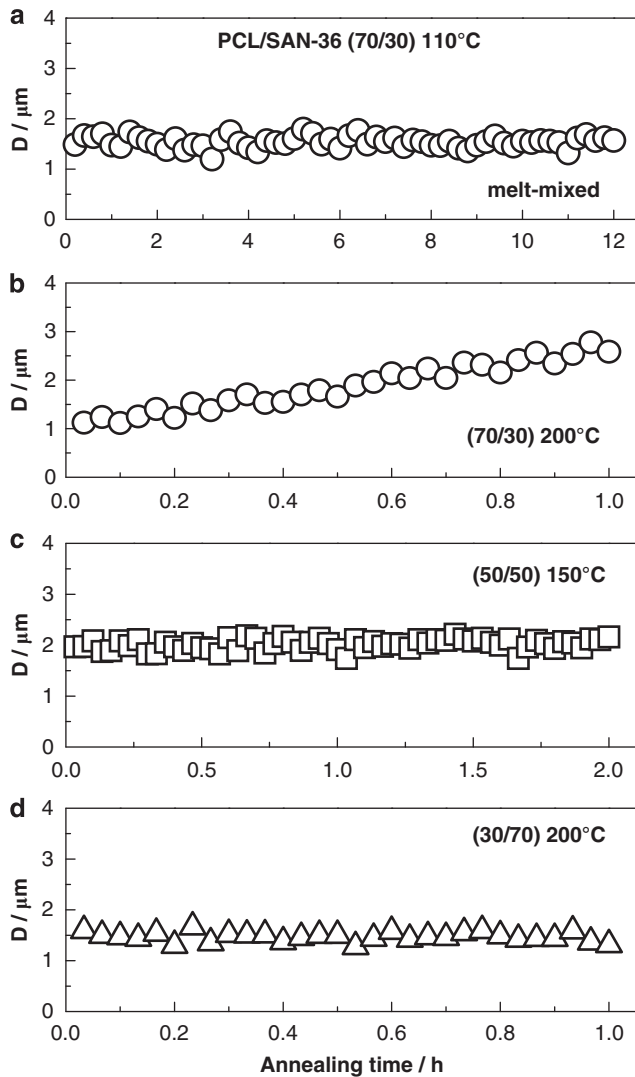 a
PCL/SAN-36 (70/30) 110°C
4
3
2
1
0
D / μm
melt-mixed
0 2 4 6 8 10 12
b
4
3
2
1
0
D / μm
(70/30) 200°C
0.0 0.2 0.4 0.6 0.8 1.0
c
4
3
2
1
0
D / μm
(50/50) 150°C
0.0 0.5 1.0 1.5 2.0
d
4
3
2
1
0
D / μm
(30/70) 200°C
0.0 0.2 0.4 0.6 0.8 1.0
Annealing time / h